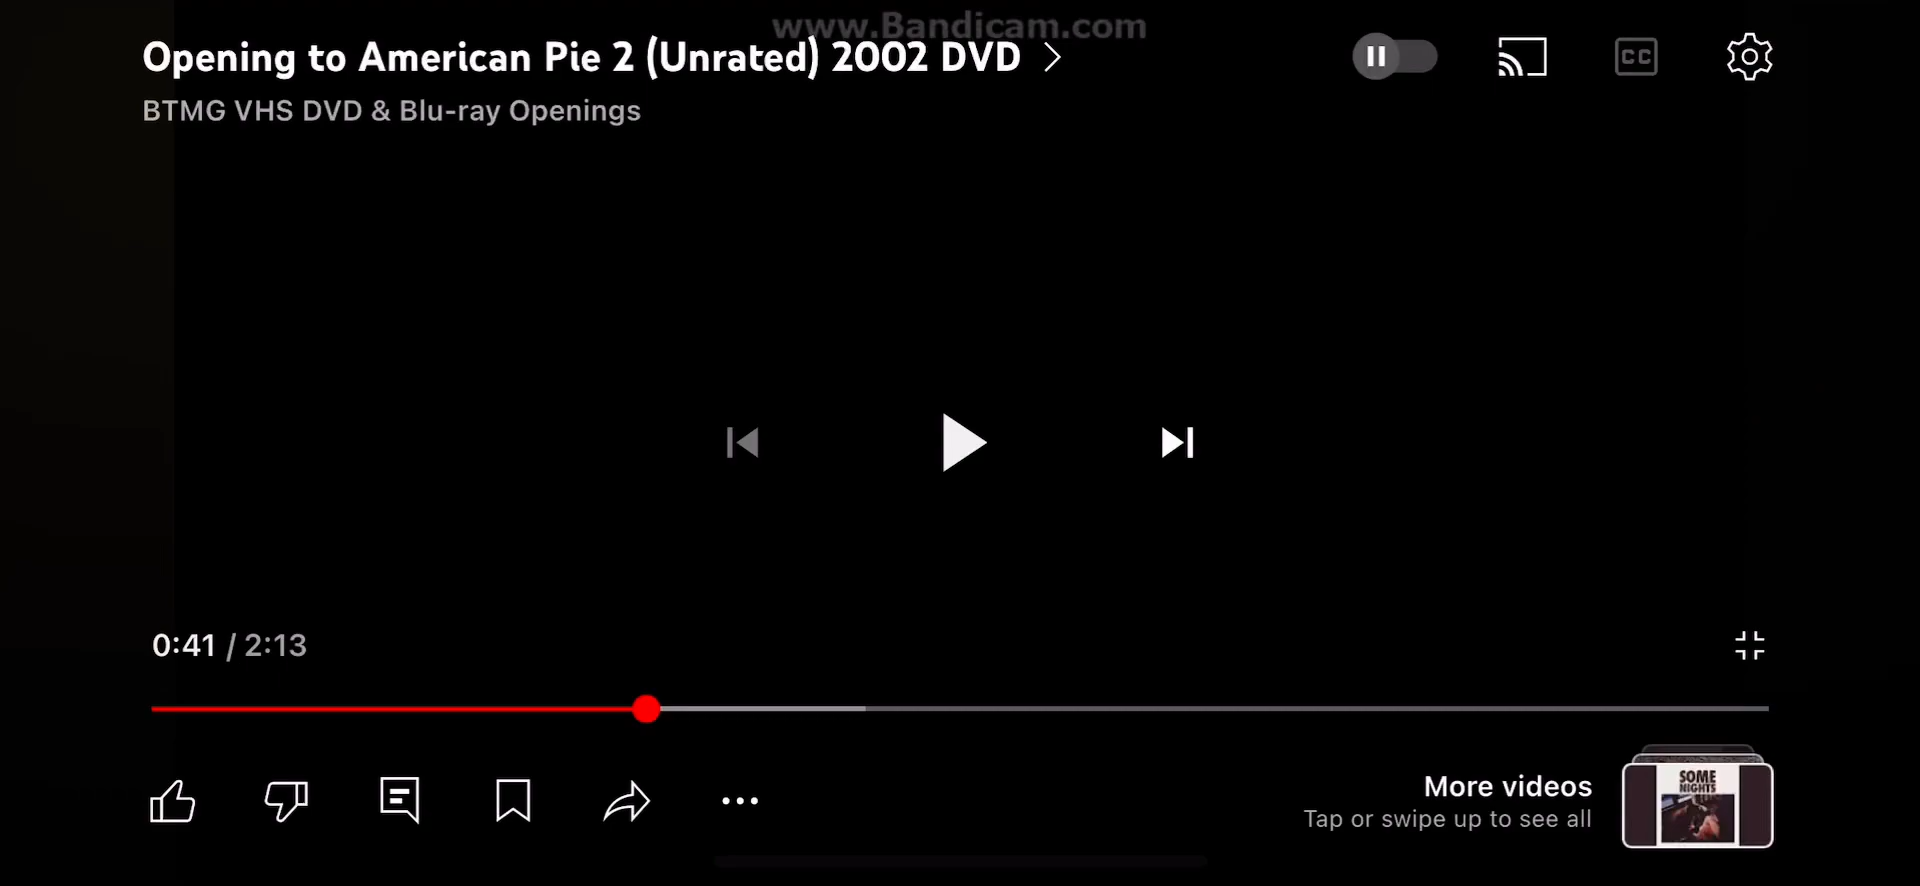 www.Bandicam.com
Opening to American Pie 2 (Unrated) 2002 DVD
BTMG VHS DVD & Blu-ray Openings
CC
0:41 / 2:13
More videos
Tap or swipe up to see all
SOME
NIGHTS